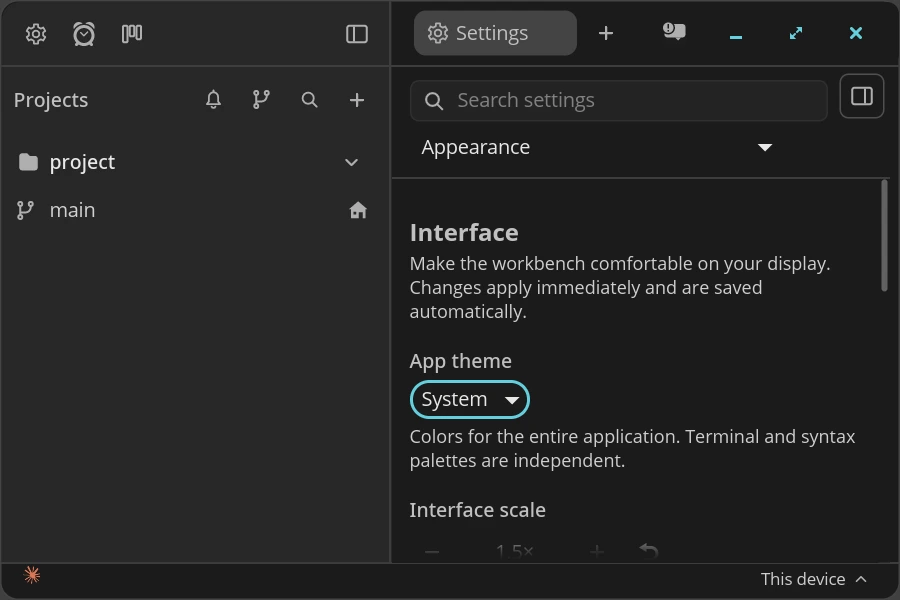 Settings
Projects
Search settings
Appearance
project
main
Interface
Make the workbench comfortable on your display.
Changes apply immediately and are saved
automatically.
App theme
System
Colors for the entire application. Terminal and syntax
palettes are independent.
Interface scale
1.5×
This device